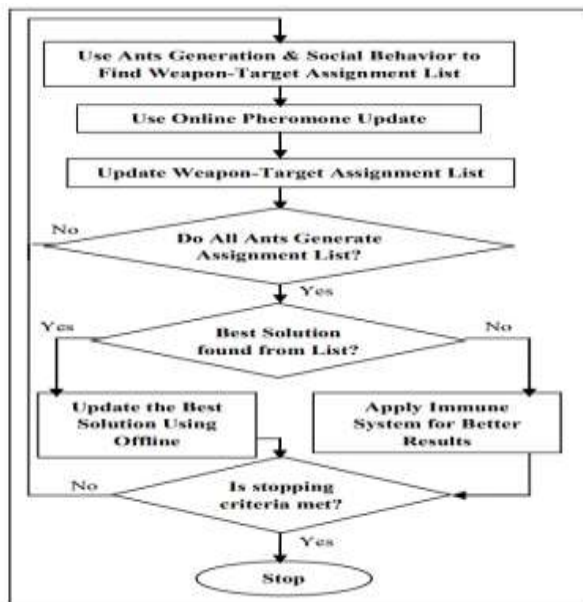 Use Ants Generation & Social Behavior to
Find Weapon-Target Assignment List
Use Online Pheromone Update
Update Weapon-Target Assignment List
No
Do All Ants Generate
Assignment List?
Yes
Yes
Best Solution
found from List?
No
Update the Best
Solution Using
Offline
Apply Immune
System for Better
Results
No
Is stopping
criteria met?
Yes
Stop